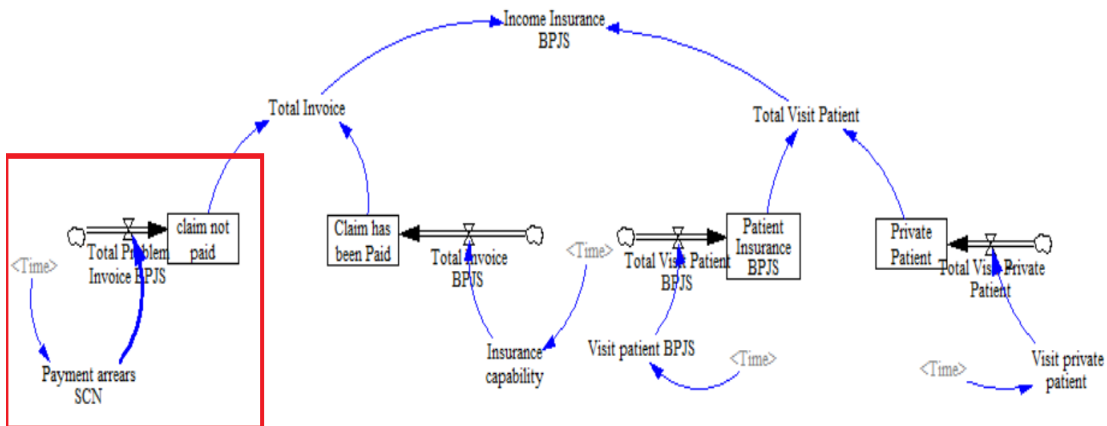 Income Insurance
BPJS
Total Invoice
Total Visit Patient
claim not
paid
Total Problem
Invoice BPJS
<Time>
Payment arrears
SCN
Claim has
been Paid
Total Invoice
BPJS
<Time>
Insurance
capability
Patient
Insurance
BPJS
Total Visit Patient
BPJS
Visit patient BPJS
<Time>
Private
Patient
Total Visit Private
Patient
<Time>
Visit private
patient